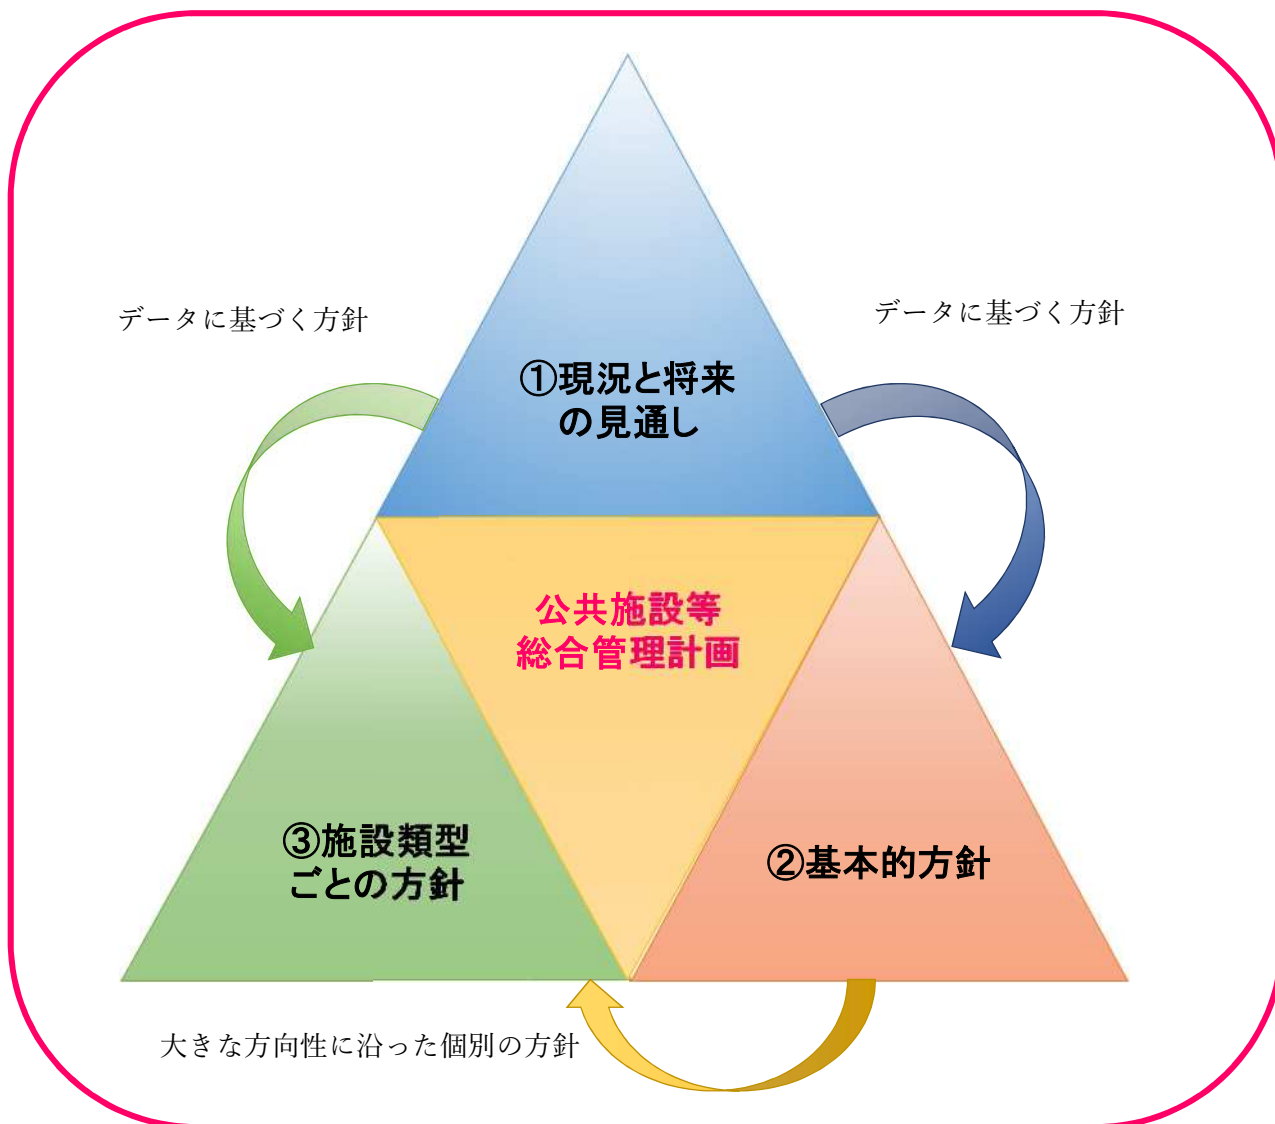 データに基づく方針
データに基づく方針
①現況と将来
の見通し
公共施設等
総合管理計画
③施設類型
ごとの方針
②基本的方針
大きな方向性に沿った個別の方針